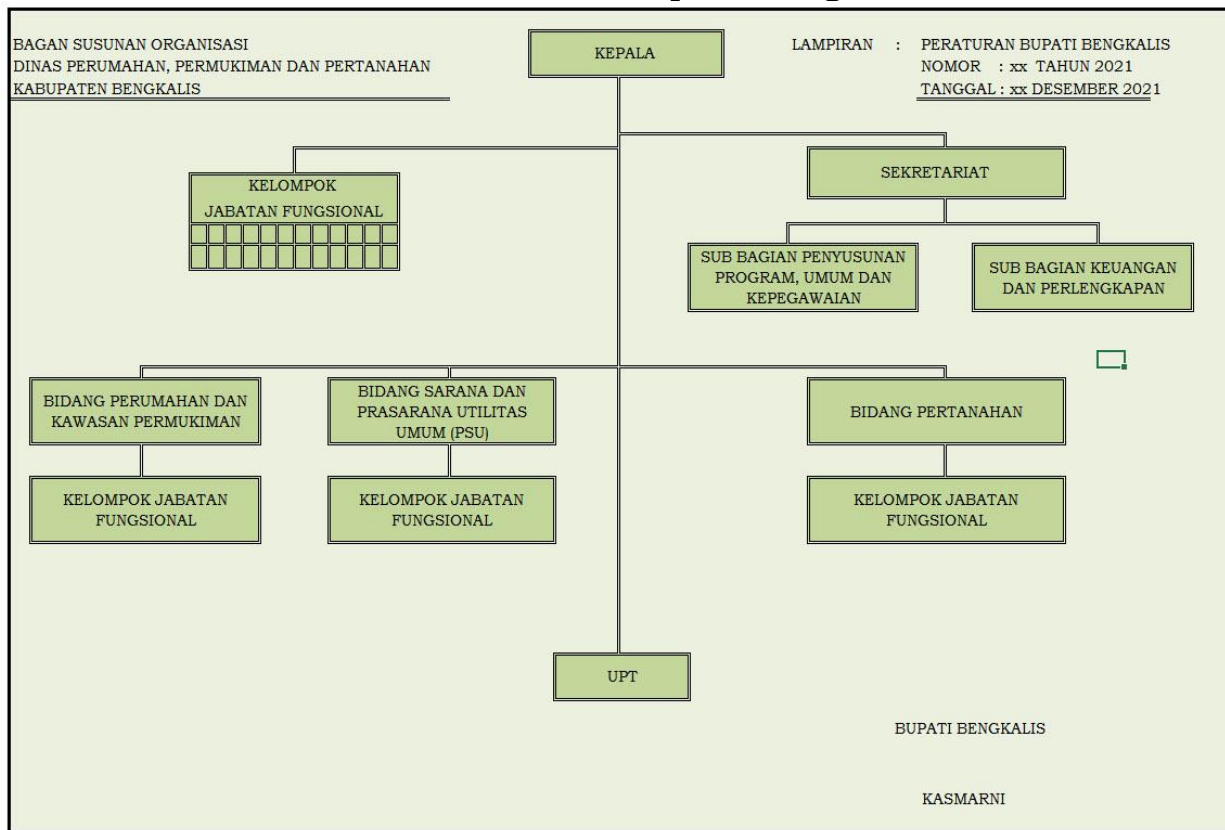 BAGAN SUSUNAN ORGANISASI
DINAS PERUMAHAN, PERMUKIMAN DAN PERTANAHAN
KABUPATEN BENGKALIS
KEPALA
LAMPIRAN : PERATURAN BUPATI BENGKALIS
NOMOR : xx TAHUN 2021
TANGGAL : xx DESEMBER 2021
KELOMPOK
JABATAN FUNGSIONAL
SEKRETARIAT
SUB BAGIAN PENYUSUNAN
PROGRAM, UMUM DAN
KEPEGAWAIAN
SUB BAGIAN KEUANGAN
DAN PERLENGKAPAN
BIDANG PERUMAHAN DAN
KAWASAN PERMUKIMAN
BIDANG SARANA DAN
PRASARANA UTILITAS
UMUM (PSU)
BIDANG PERTANAHAN
KELOMPOK JABATAN
FUNGSIONAL
KELOMPOK JABATAN
FUNGSIONAL
KELOMPOK JABATAN
FUNGSIONAL
UPT
BUPATI BENGKALIS
KASMARNI